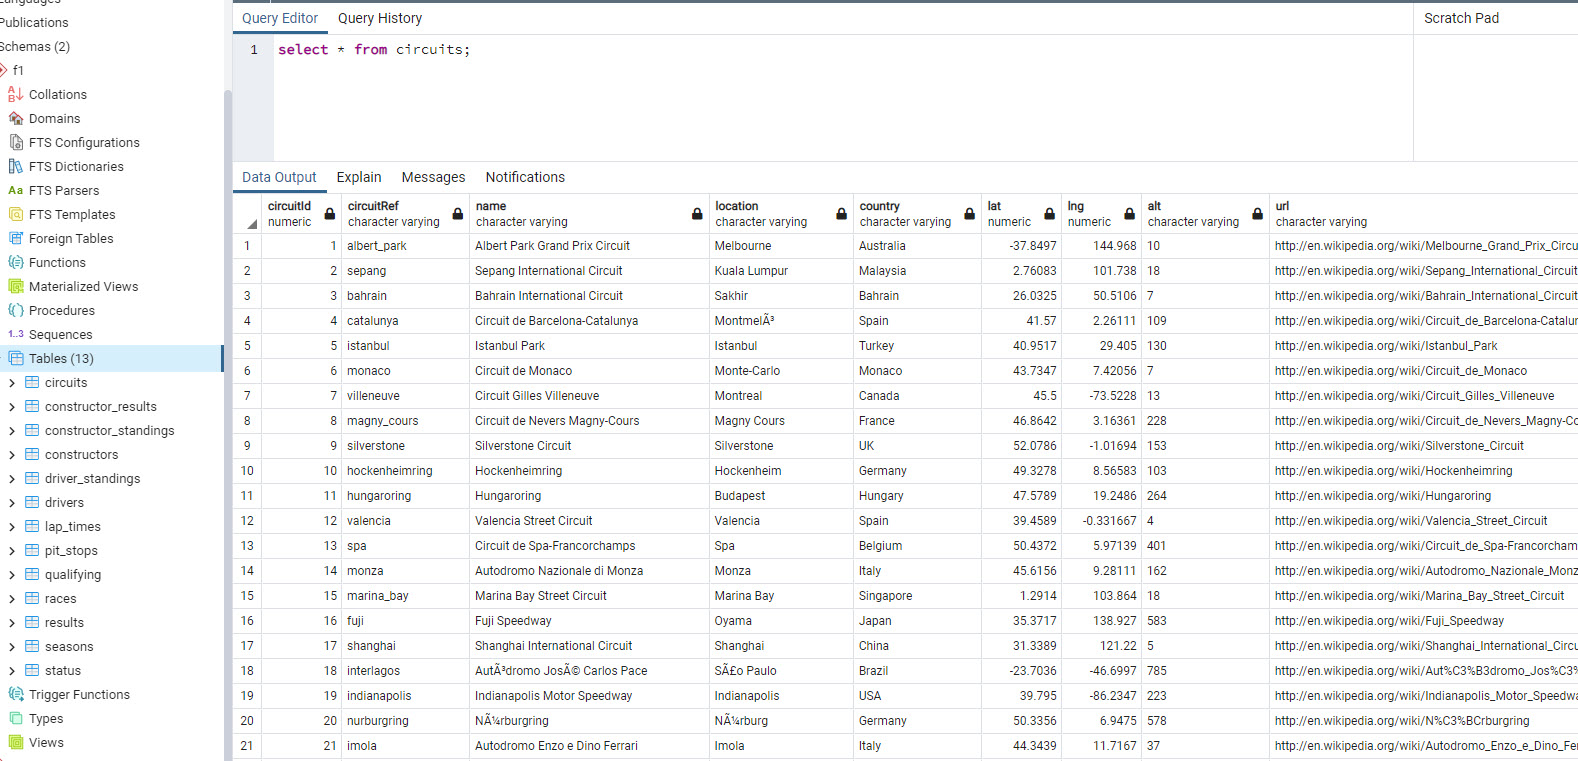 Languages
Publications
Schemas (2)
f1
Collations
Domains
FTS Configurations
FTS Dictionaries
Aa FTS Parsers
FTS Templates
Foreign Tables
Functions
Materialized Views
Procedures
1..3 Sequences
Tables (13)
circuits
constructor_results
constructor_standings
constructors
driver_standings
drivers
lap_times
pit_stops
qualifying
races
results
seasons
status
Trigger Functions
Types
Views
Query Editor Query History Scratch Pad
1 select * from circuits;
Data Output Explain Messages Notifications
circuitId circuitRef name location country lat lng alt url
numeric character varying character varying character varying character varying numeric numeric character varying character varying
1 1 albert_park Albert Park Grand Prix Circuit Melbourne Australia -37.8497 144.968 10 http://en.wikipedia.org/wiki/Melbourne_Grand_Prix_Circu
2 2 sepang Sepang International Circuit Kuala Lumpur Malaysia 2.76083 101.738 18 http://en.wikipedia.org/wiki/Sepang_International_Circuit
3 3 bahrain Bahrain International Circuit Sakhir Bahrain 26.0325 50.5106 7 http://en.wikipedia.org/wiki/Bahrain_International_Circuit
4 4 catalunya Circuit de Barcelona-Catalunya MontmelÃ³ Spain 41.57 2.26111 109 http://en.wikipedia.org/wiki/Circuit_de_Barcelona-Catalur
5 5 istanbul Istanbul Park Istanbul Turkey 40.9517 29.405 130 http://en.wikipedia.org/wiki/Istanbul_Park
6 6 monaco Circuit de Monaco Monte-Carlo Monaco 43.7347 7.42056 7 http://en.wikipedia.org/wiki/Circuit_de_Monaco
7 7 villeneuve Circuit Gilles Villeneuve Montreal Canada 45.5 -73.5228 13 http://en.wikipedia.org/wiki/Circuit_Gilles_Villeneuve
8 8 magny_cours Circuit de Nevers Magny-Cours Magny Cours France 46.8642 3.16361 228 http://en.wikipedia.org/wiki/Circuit_de_Nevers_Magny-Co
9 9 silverstone Silverstone Circuit Silverstone UK 52.0786 -1.01694 153 http://en.wikipedia.org/wiki/Silverstone_Circuit
10 10 hockenheimring Hockenheimring Hockenheim Germany 49.3278 8.56583 103 http://en.wikipedia.org/wiki/Hockenheimring
11 11 hungaroring Hungaroring Budapest Hungary 47.5789 19.2486 264 http://en.wikipedia.org/wiki/Hungaroring
12 12 valencia Valencia Street Circuit Valencia Spain 39.4589 -0.331667 4 http://en.wikipedia.org/wiki/Valencia_Street_Circuit
13 13 spa Circuit de Spa-Francorchamps Spa Belgium 50.4372 5.97139 401 http://en.wikipedia.org/wiki/Circuit_de_Spa-Francorcham
14 14 monza Autodromo Nazionale di Monza Monza Italy 45.6156 9.28111 162 http://en.wikipedia.org/wiki/Autodromo_Nazionale_Monz
15 15 marina_bay Marina Bay Street Circuit Marina Bay Singapore 1.2914 103.864 18 http://en.wikipedia.org/wiki/Marina_Bay_Street_Circuit
16 16 fuji Fuji Speedway Oyama Japan 35.3717 138.927 583 http://en.wikipedia.org/wiki/Fuji_Speedway
17 17 shanghai Shanghai International Circuit Shanghai China 31.3389 121.22 5 http://en.wikipedia.org/wiki/Shanghai_International_Circu
18 18 interlagos AutÃ³dromo JosÃ© Carlos Pace SÃ£o Paulo Brazil -23.7036 -46.6997 785 http://en.wikipedia.org/wiki/Aut%C3%B3dromo_Jos%C3%
19 19 indianapolis Indianapolis Motor Speedway Indianapolis USA 39.795 -86.2347 223 http://en.wikipedia.org/wiki/Indianapolis_Motor_Speedwa
20 20 nurburgring NÃ¼rburgring NÃ¼rburg Germany 50.3356 6.9475 578 http://en.wikipedia.org/wiki/N%C3%BCrburgring
21 21 imola Autodromo Enzo e Dino Ferrari Imola Italy 44.3439 11.7167 37 http://en.wikipedia.org/wiki/Autodromo_Enzo_e_Dino_Fe